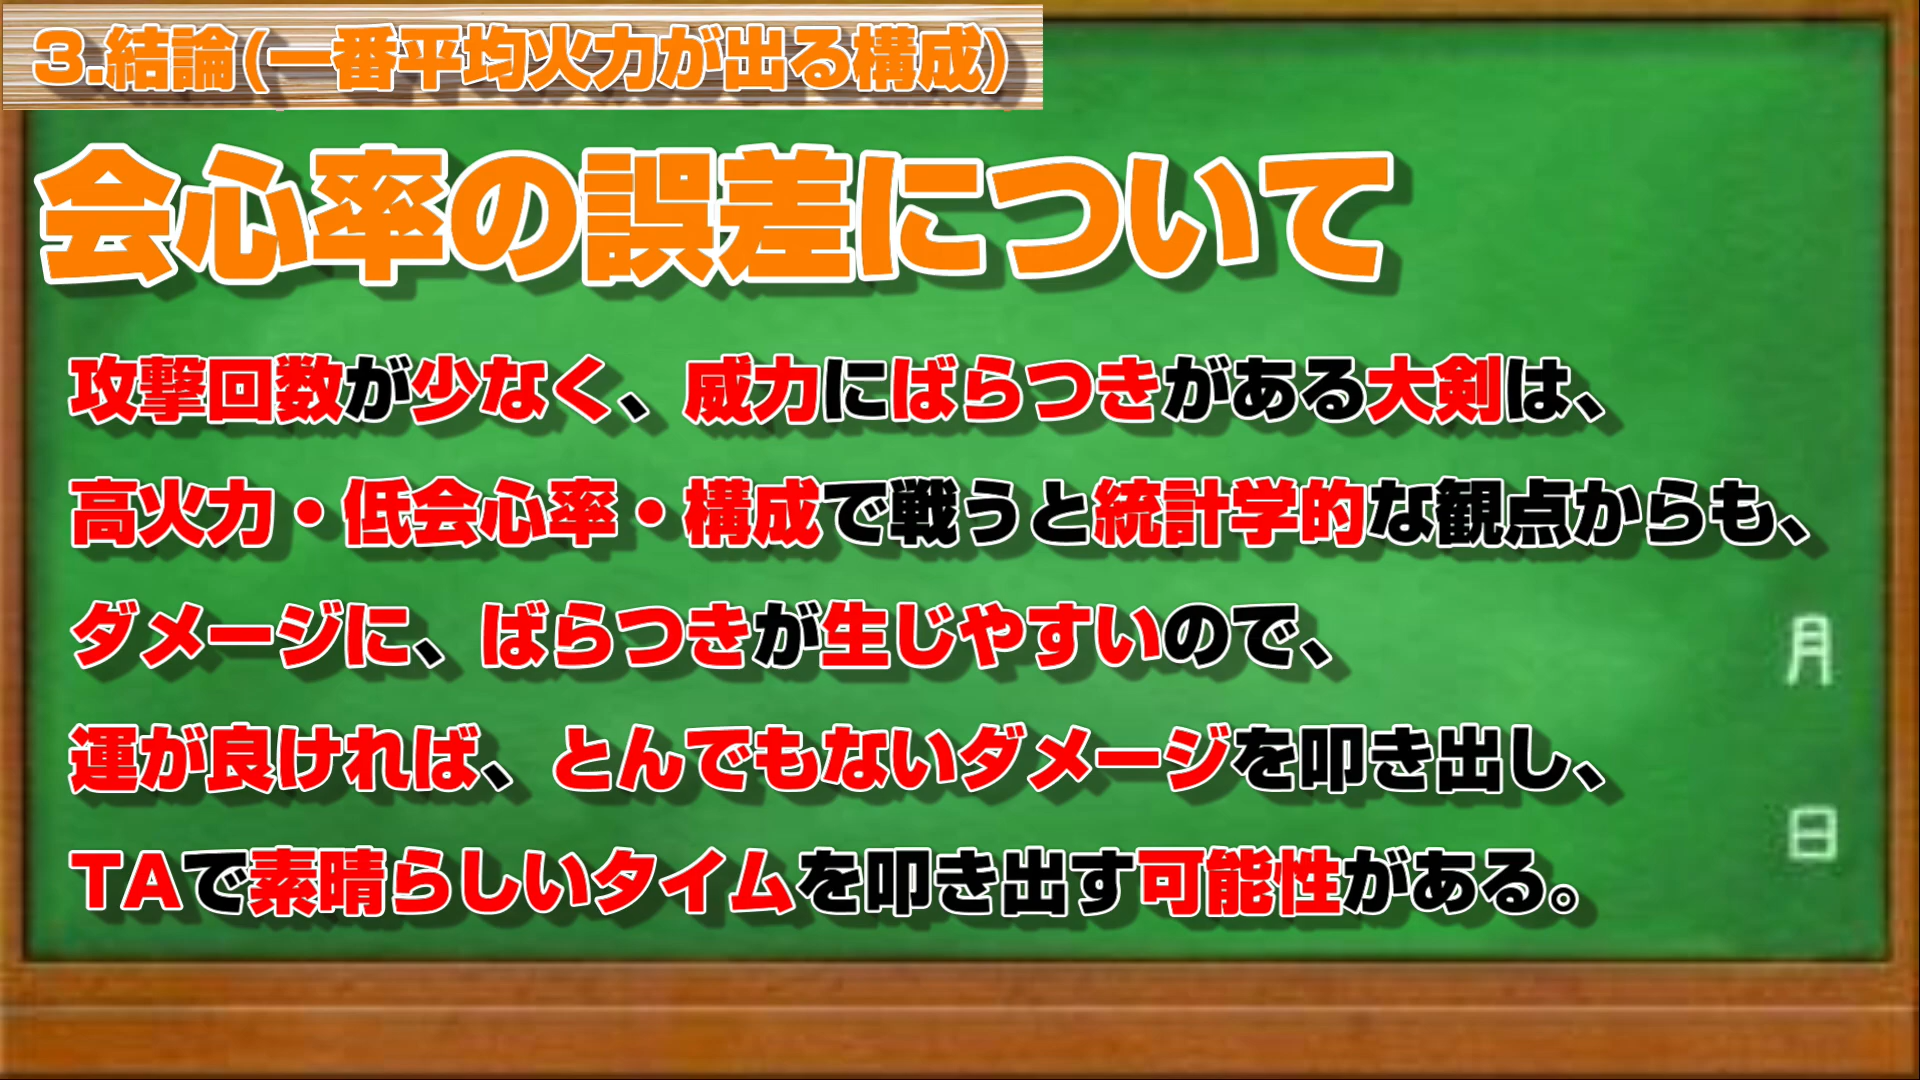 3.結論(一番平均火力が出る構成)
会心率の誤差について
攻撃回数が少なく、威力にばらつきがある大剣は、
高火力・低会心率・構成で戦うと統計学的な観点からも、
ダメージに、ばらつきが生じやすいので、
運が良ければ、とんでもないダメージを叩き出し、
TAで素晴らしいタイムを叩き出す可能性がある。
月
日